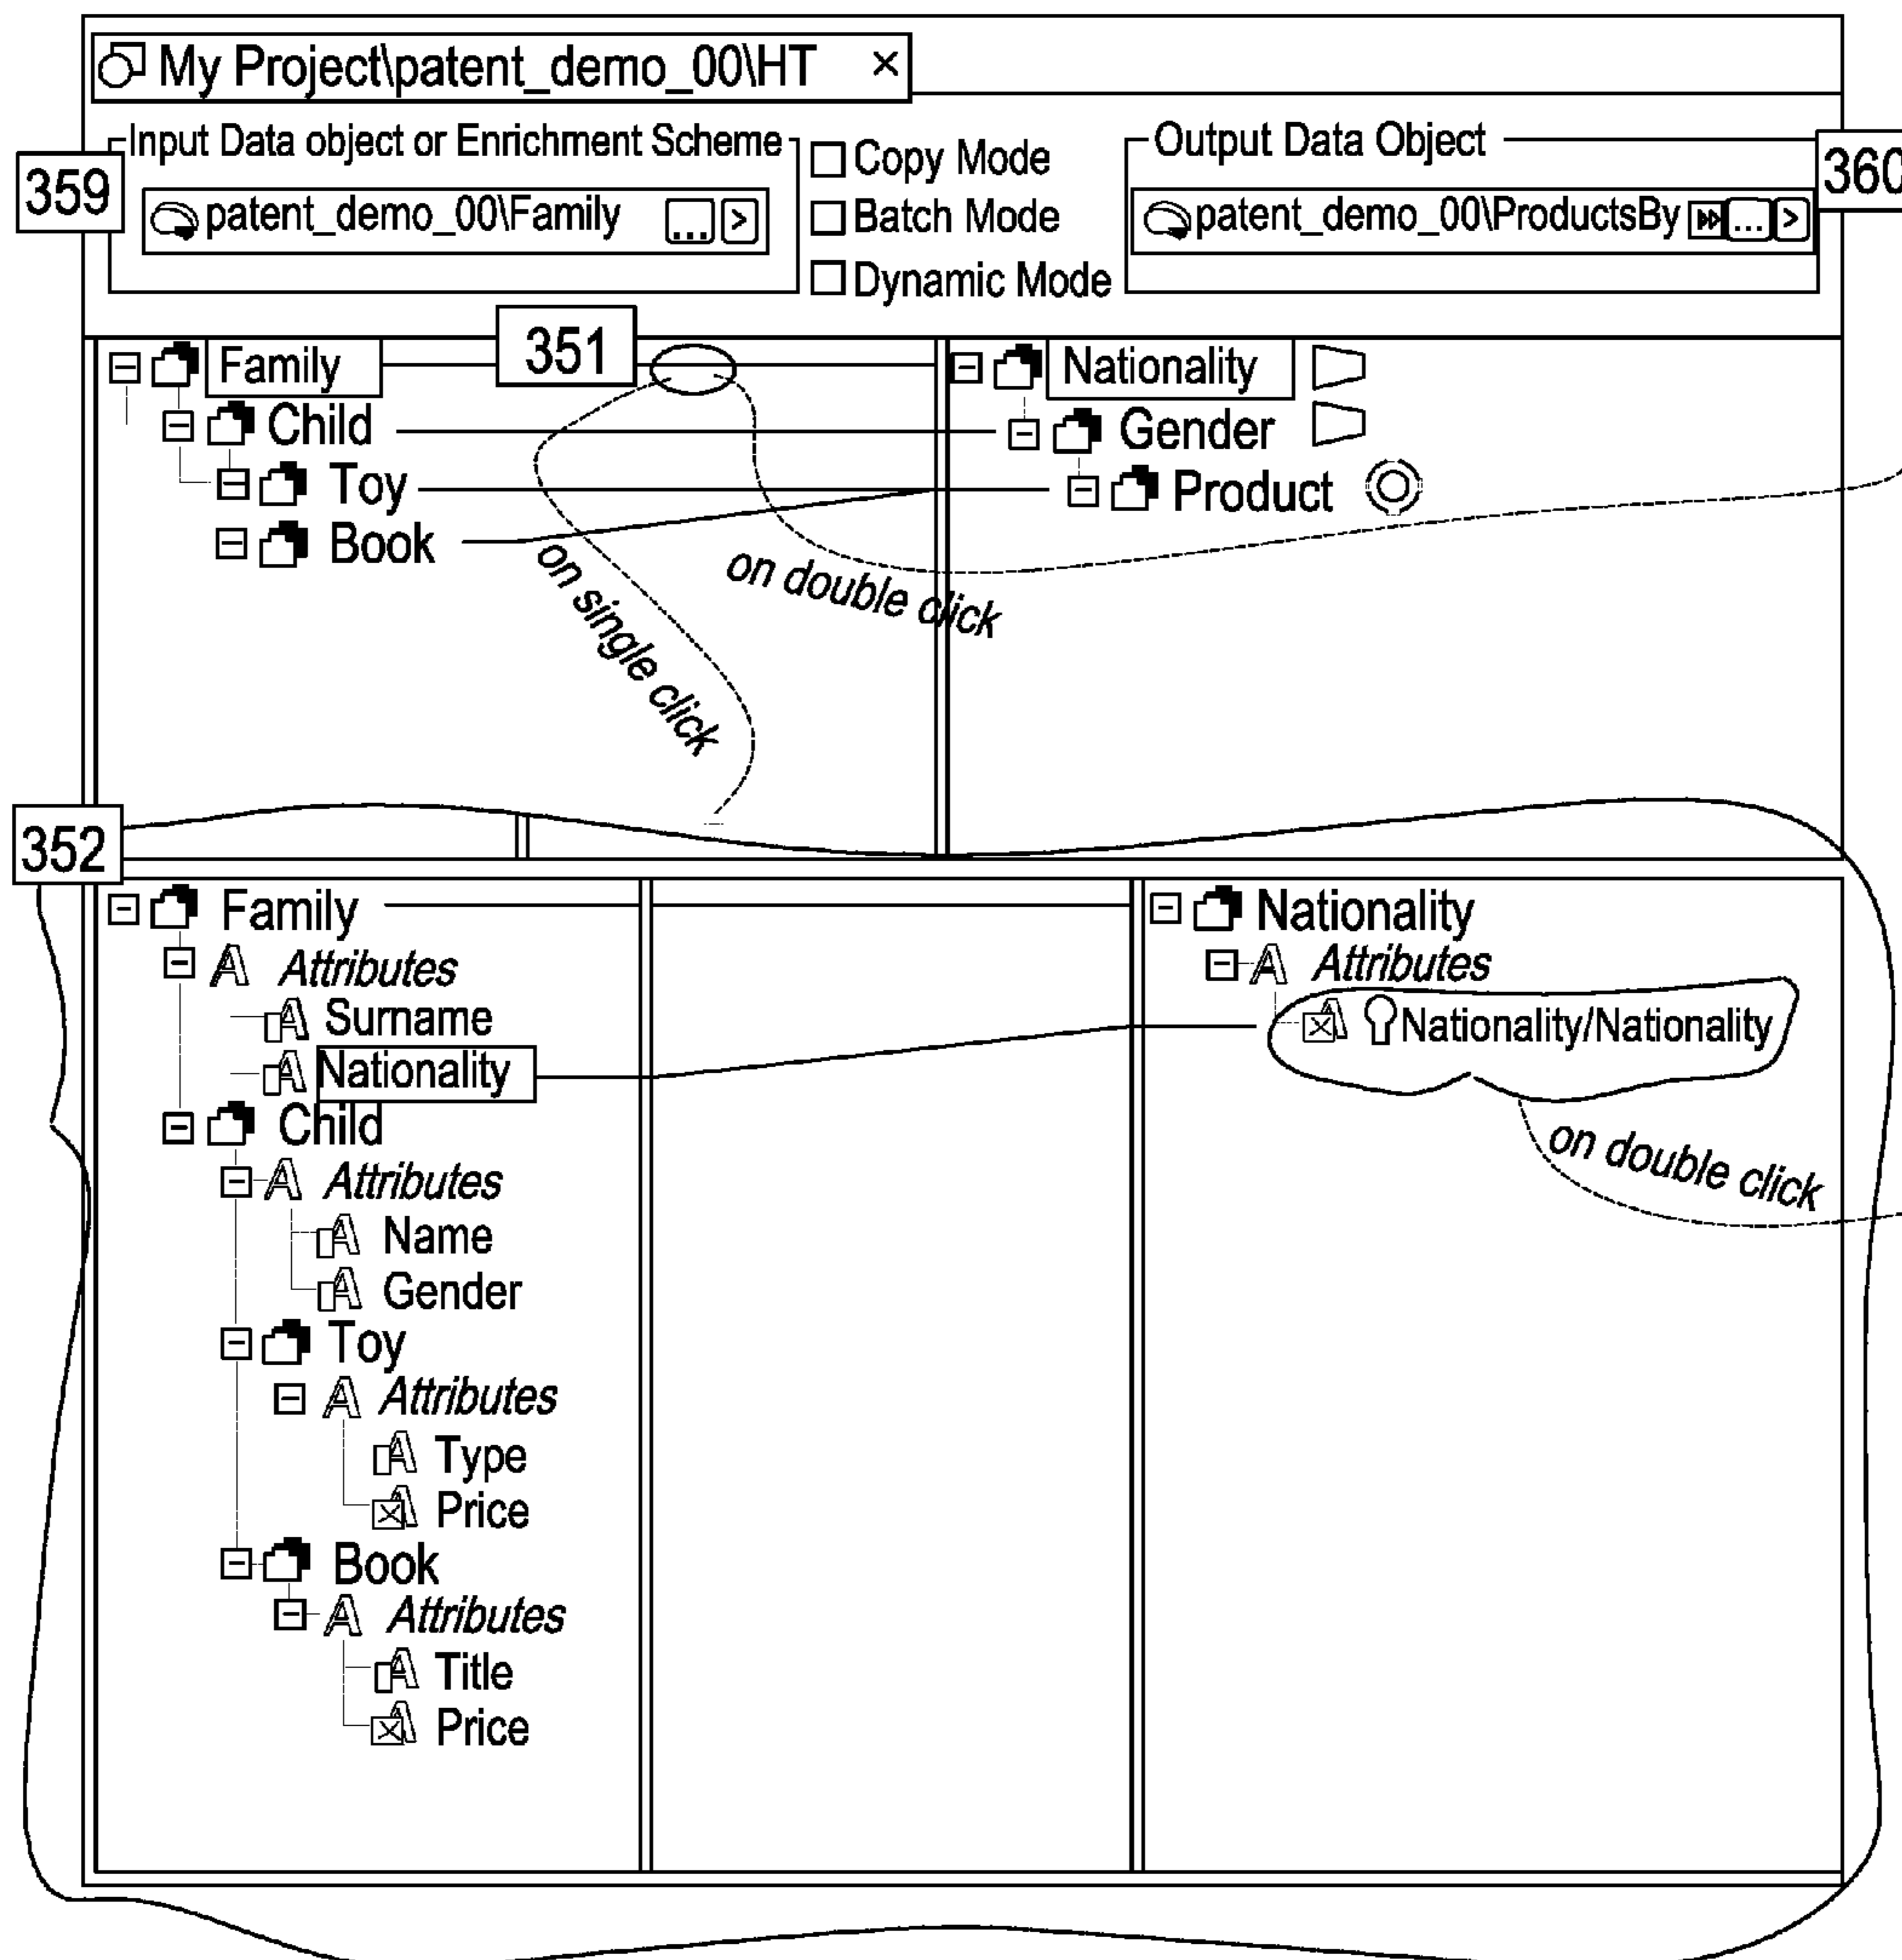 My Project\patent_demo_00\HT ×
Input Data object or Enrichment Scheme
Copy Mode
Output Data Object
359
360
patent_demo_00\Family ... >
Batch Mode
patent_demo_00\ProductsBy ... >
Dynamic Mode
351
Family
Nationality
Child
Gender
Toy
Product
Book
on single click
on double click
352
Family
Nationality
Attributes
Attributes
Surname
Nationality/Nationality
Nationality
Child
on double click
Attributes
Name
Gender
Toy
Attributes
Type
Price
Book
Attributes
Title
Price